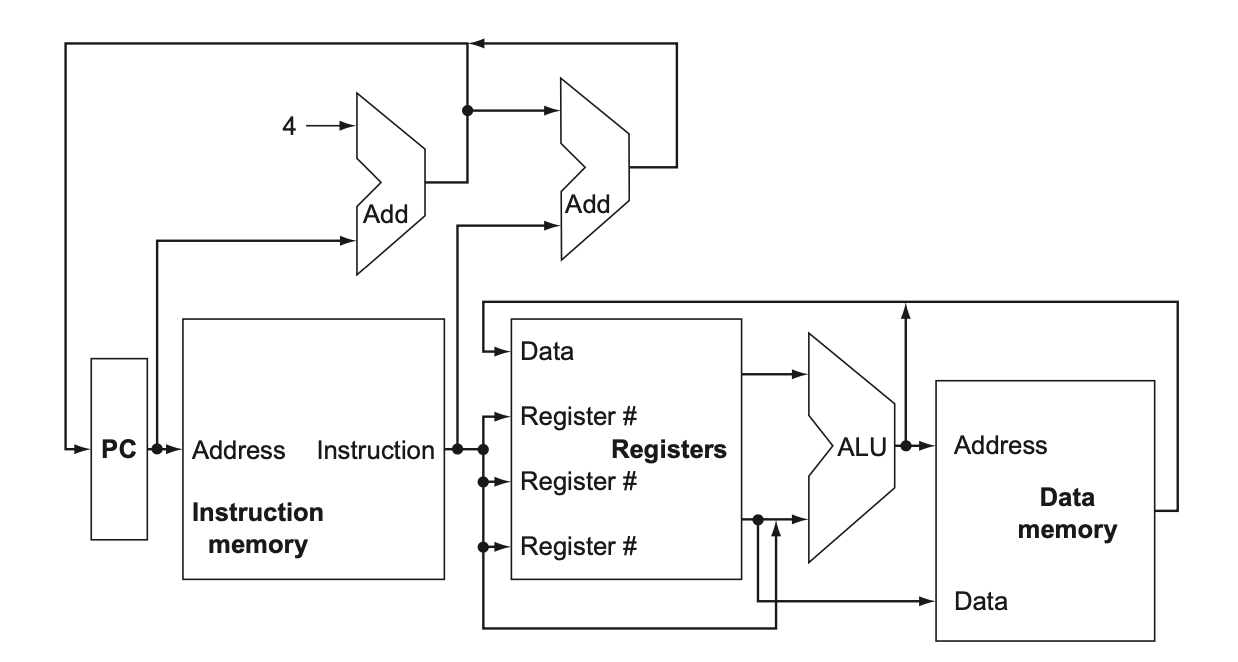 4
Add
Add
Data
Register #
PC
Address
Instruction
Registers
ALU
Address
Register #
Instruction
memory
Data
memory
Register #
Data